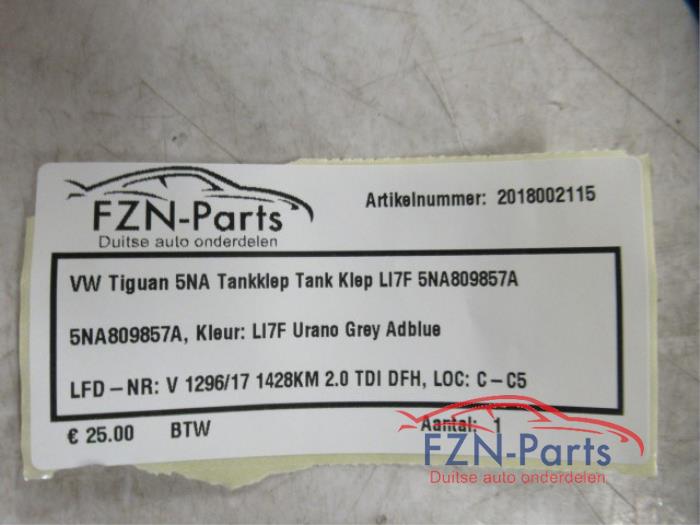 FZN-Parts
Duitse auto onderdelen
Artikelnummer: 2018002115
VW Tiguan 5NA Tankklep Tank Klep LI7F 5NA809857A
5NA809857A, Kleur: LI7F Urano Grey Adblue
LFD-NR: V 1296/17 1428KM 2.0 TDI DFH, LOC: C-C5
€ 25.00 BTW Aantal: 1
FZN-Parts
Duitse auto onderdelen